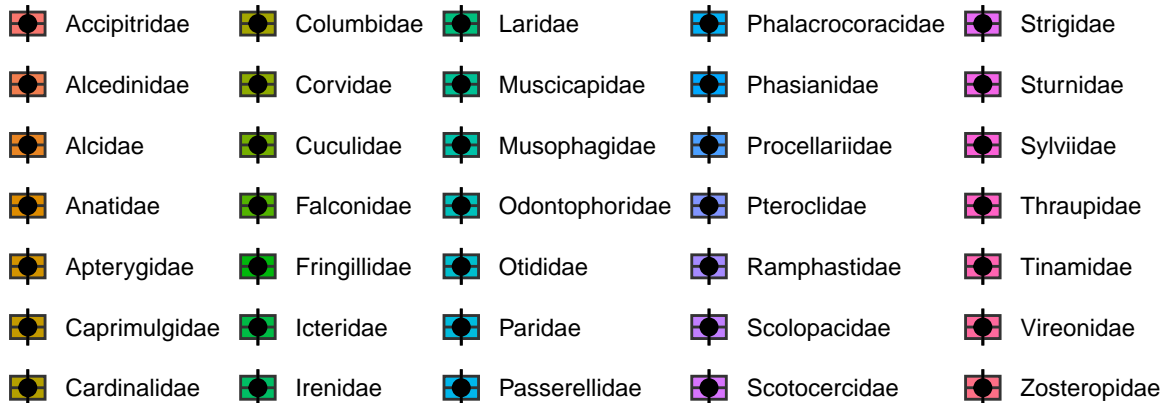 Accipitridae Columbidae Laridae Phalacrocoracidae Strigidae
Alcedinidae Corvidae Muscicapidae Phasianidae Sturnidae
Alcidae Cuculidae Musophagidae Procellariidae Sylviidae
Anatidae Falconidae Odontophoridae Pteroclidae Thraupidae
Apterygidae Fringillidae Otididae Ramphastidae Tinamidae
Caprimulgidae Icteridae Paridae Scolopacidae Vireonidae
Cardinalidae Irenidae Passerellidae Scotocercidae Zosteropidae